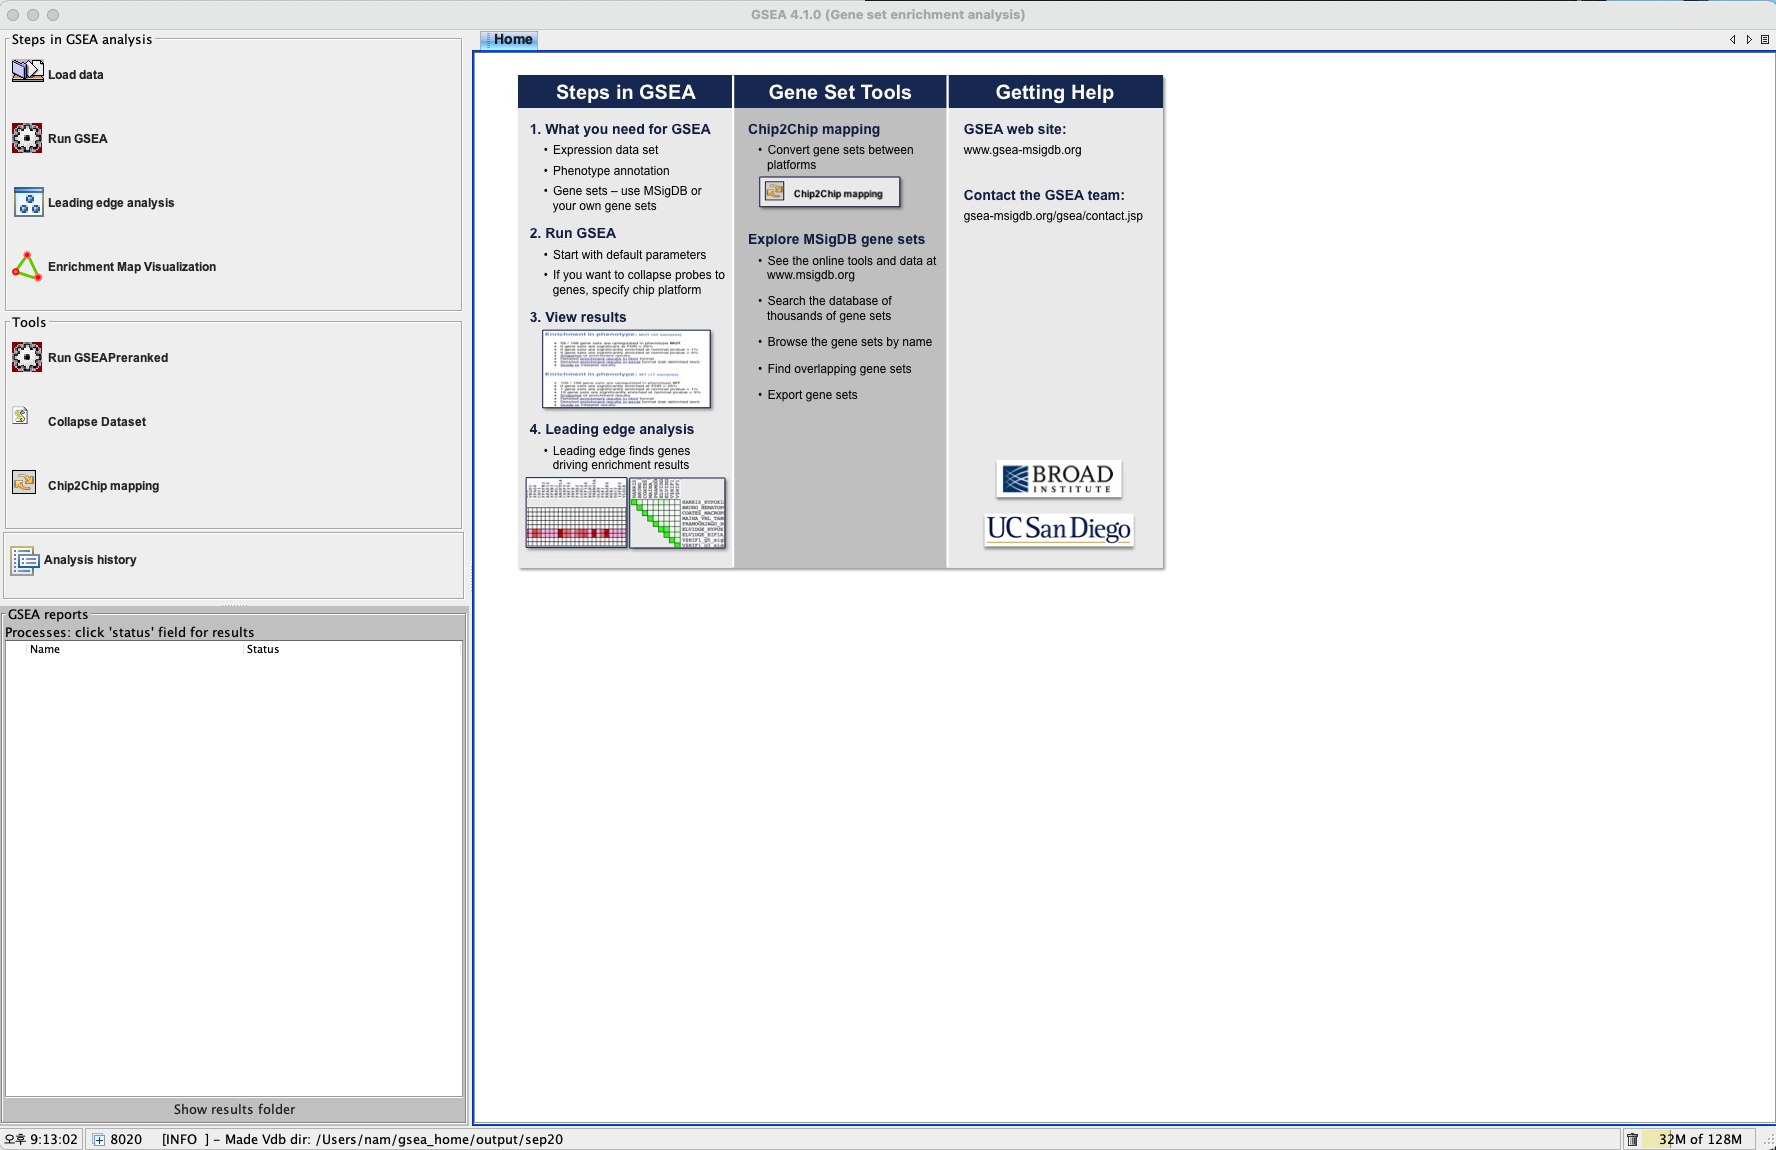 GSEA 4.1.0 (Gene set enrichment analysis)
Steps in GSEA analysis
Load data
Run GSEA
Leading edge analysis
Enrichment Map Visualization
Tools
Run GSEAPreranked
Collapse Dataset
Chip2Chip mapping
Analysis history
GSEA reports
Processes: click 'status' field for results
Name Status
Show results folder
Home
Steps in GSEA
1. What you need for GSEA
• Expression data set
• Phenotype annotation
• Gene sets – use MSigDB or
your own gene sets
2. Run GSEA
• Start with default parameters
• If you want to collapse probes to
genes, specify chip platform
3. View results
4. Leading edge analysis
• Leading edge finds genes
driving enrichment results
Gene Set Tools
Chip2Chip mapping
• Convert gene sets between
platforms
Chip2Chip mapping
Explore MSigDB gene sets
• See the online tools and data at
www.msigdb.org
• Search the database of
thousands of gene sets
• Browse the gene sets by name
• Find overlapping gene sets
• Export gene sets
Getting Help
GSEA web site:
www.gsea-msigdb.org
Contact the GSEA team:
gsea-msigdb.org/gsea/contact.jsp
BROAD
INSTITUTE
UC San Diego
오후 9:13:02 8020 [INFO ] - Made Vdb dir: /Users/nam/gsea_home/output/sep20 32M of 128M